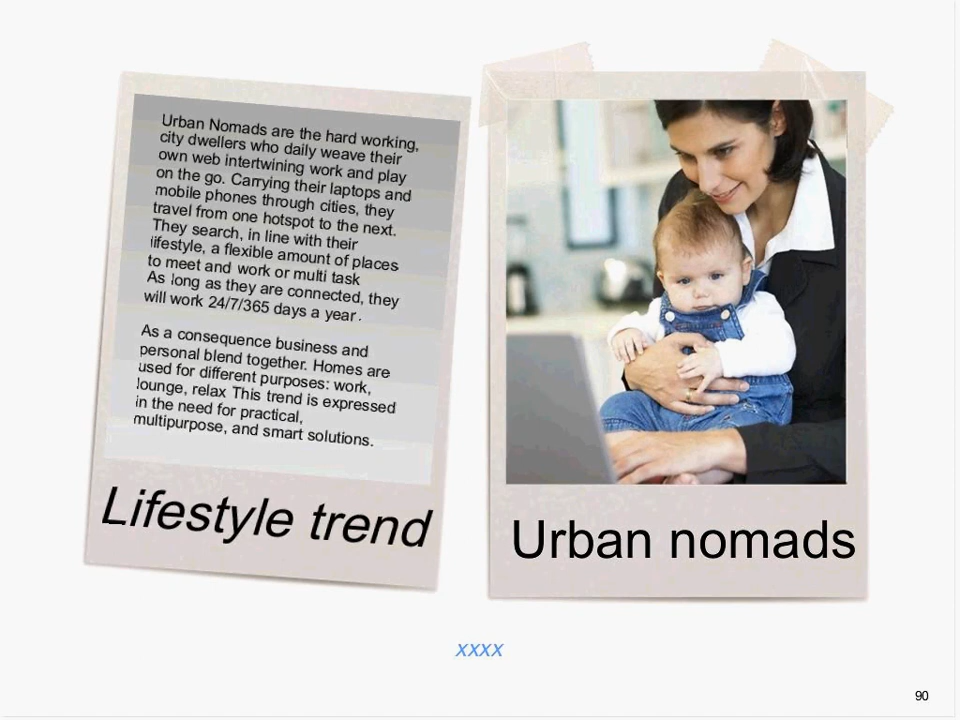 Urban Nomads are the hard working,
city dwellers who daily weave their
own web intertwining work and play
on the go. Carrying their laptops and
mobile phones through cities, they
travel from one hotspot to the next.
They search, in line with their
lifestyle, a flexible amount of places
to meet and work or multi task
As long as they are connected, they
will work 24/7/365 days a year.
As a consequence business and
personal blend together. Homes are
used for different purposes: work,
lounge, relax This trend is expressed
in the need for practical,
multipurpose, and smart solutions.
Lifestyle trend
Urban nomads
xxxx
90